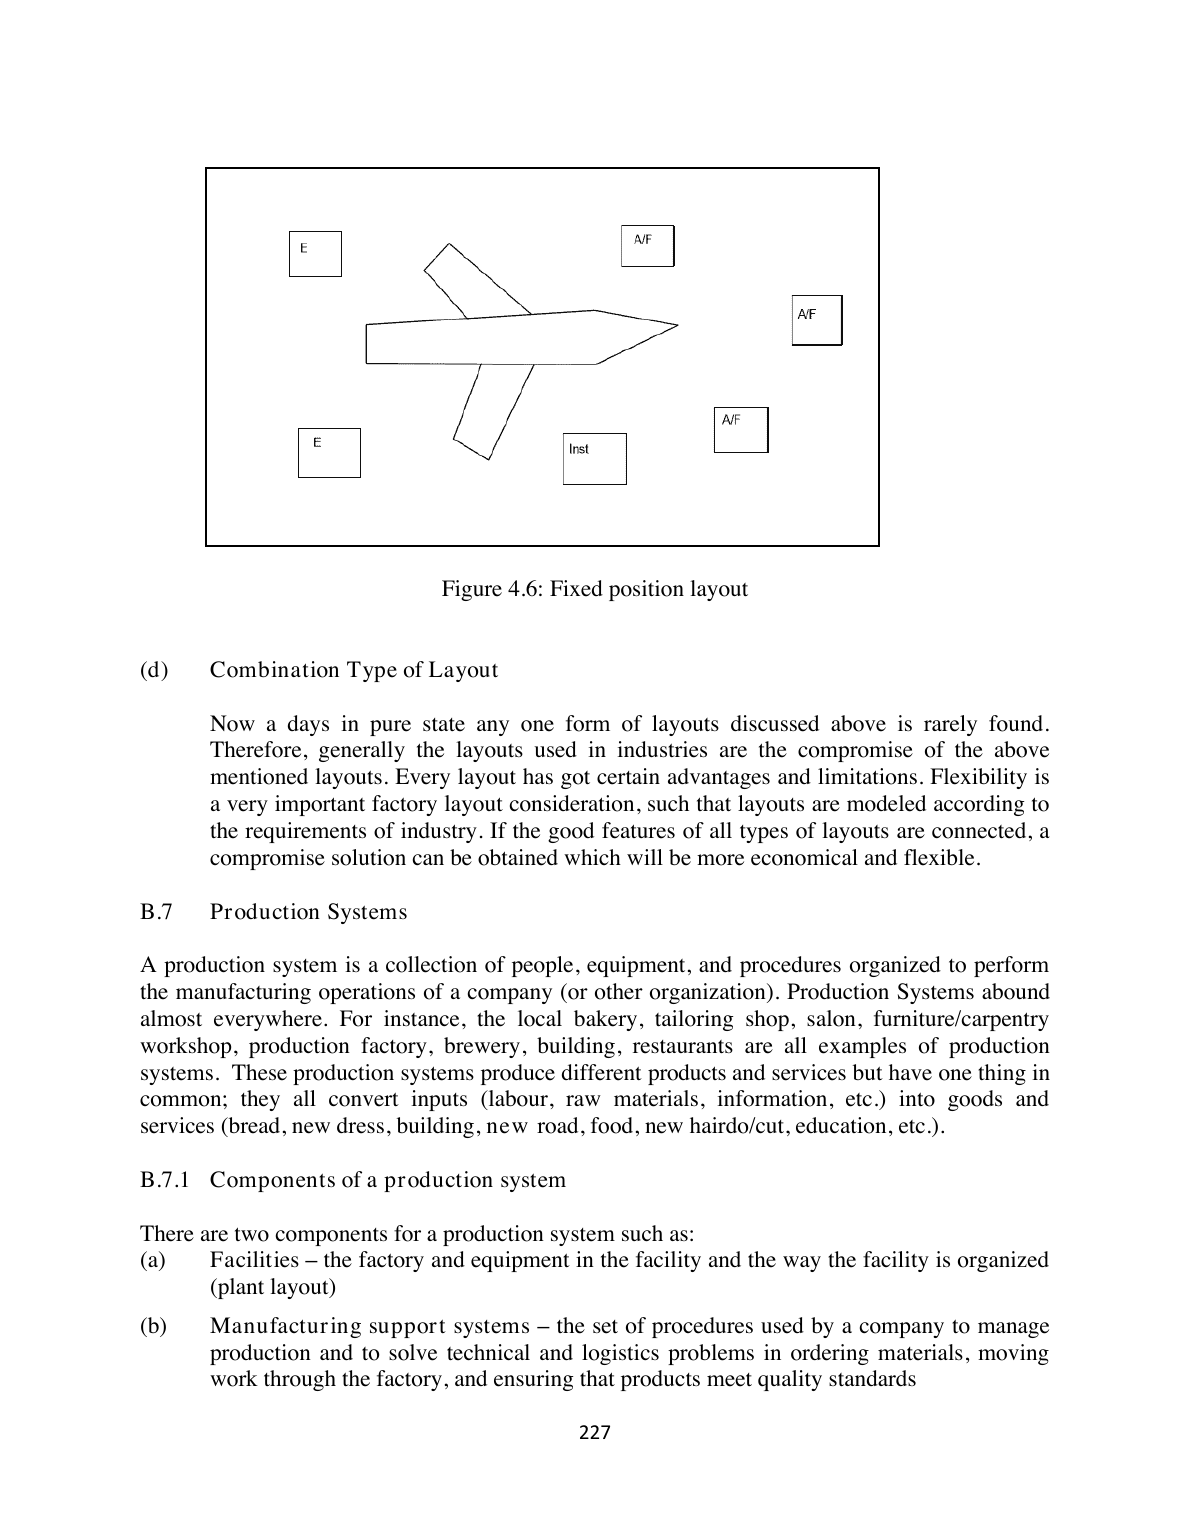 E
A/F
A/F
A/F
E
Inst
Figure 4.6: Fixed position layout
(d) Combination Type of Layout
Now a days in pure state any one form of layouts discussed above is rarely found.
Therefore, generally the layouts used in industries are the compromise of the above
mentioned layouts. Every layout has got certain advantages and limitations. Flexibility is
a very important factory layout consideration, such that layouts are modeled according to
the requirements of industry. If the good features of all types of layouts are connected, a
compromise solution can be obtained which will be more economical and flexible.
B.7 Production Systems
A production system is a collection of people, equipment, and procedures organized to perform
the manufacturing operations of a company (or other organization). Production Systems abound
almost everywhere. For instance, the local bakery, tailoring shop, salon, furniture/carpentry
workshop, production factory, brewery, building, restaurants are all examples of production
systems. These production systems produce different products and services but have one thing in
common; they all convert inputs (labour, raw materials, information, etc.) into goods and
services (bread, new dress, building, new road, food, new hairdo/cut, education, etc.).
B.7.1 Components of a production system
There are two components for a production system such as:
(a) Facilities – the factory and equipment in the facility and the way the facility is organized
(plant layout)
(b) Manufacturing support systems – the set of procedures used by a company to manage
production and to solve technical and logistics problems in ordering materials, moving
work through the factory, and ensuring that products meet quality standards
227